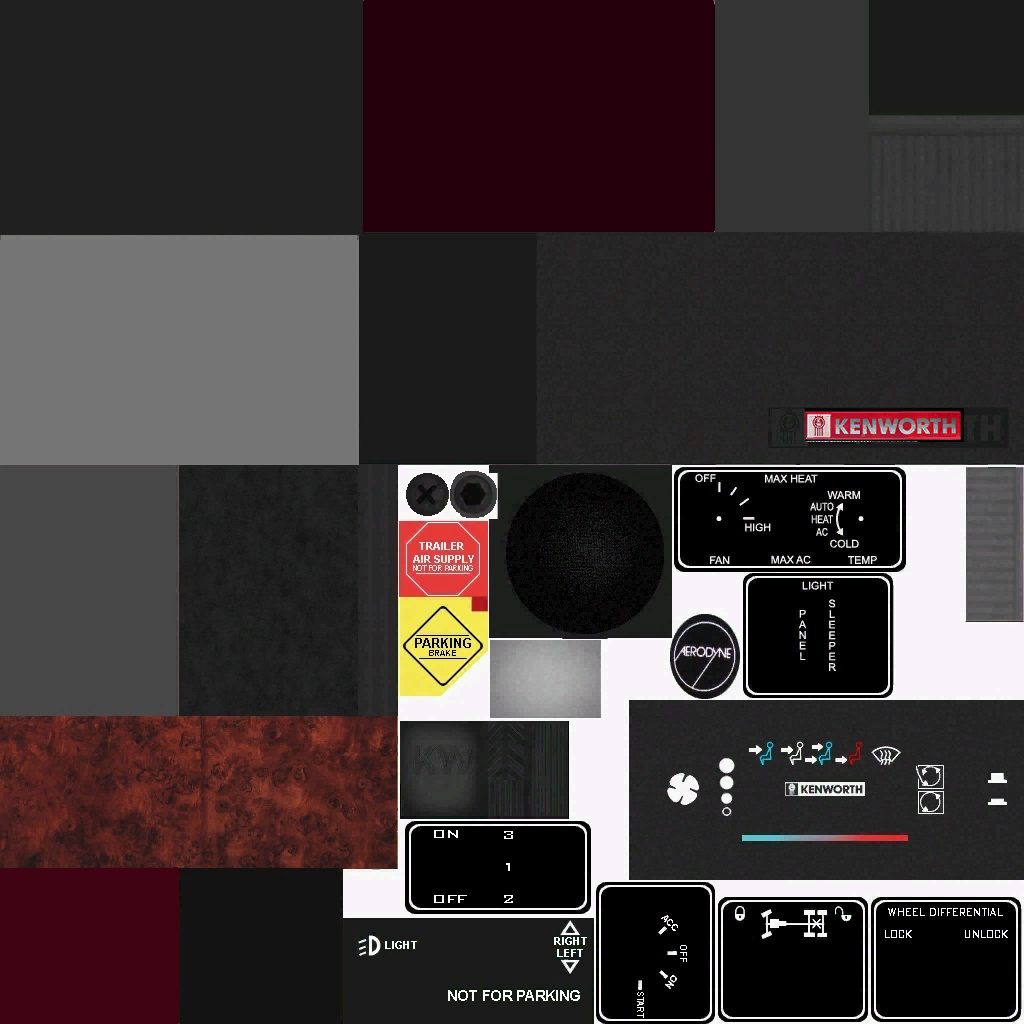 KENWORTH
TH
TRAILER
AIR SUPPLY
NOT FOR PARKING
PARKING
BRAKE
OFF
MAX HEAT
WARM
AUTO
HEAT
AC
HIGH
COLD
FAN
MAX AC
TEMP
LIGHT
PANEL
SLEEPER
AERODYNE
KW
KENWORTH
ON 3
1
OFF 2
LIGHT
RIGHT
LEFT
NOT FOR PARKING
ACC
OFF
ON
START
WHEEL DIFFERENTIAL
LOCK UNLOCK